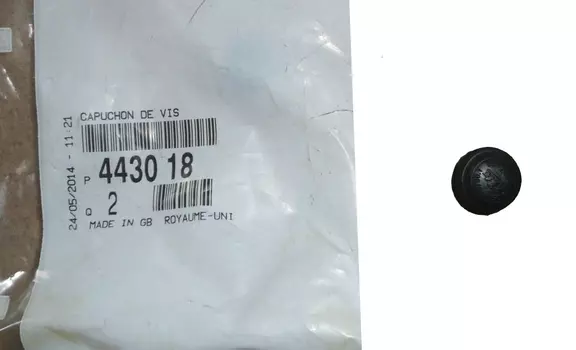 CAPUCHON DE VIS
24/05/2014 - 11:21
P 4430 18
Q 2
MADE IN GB ROYAUME-UNI